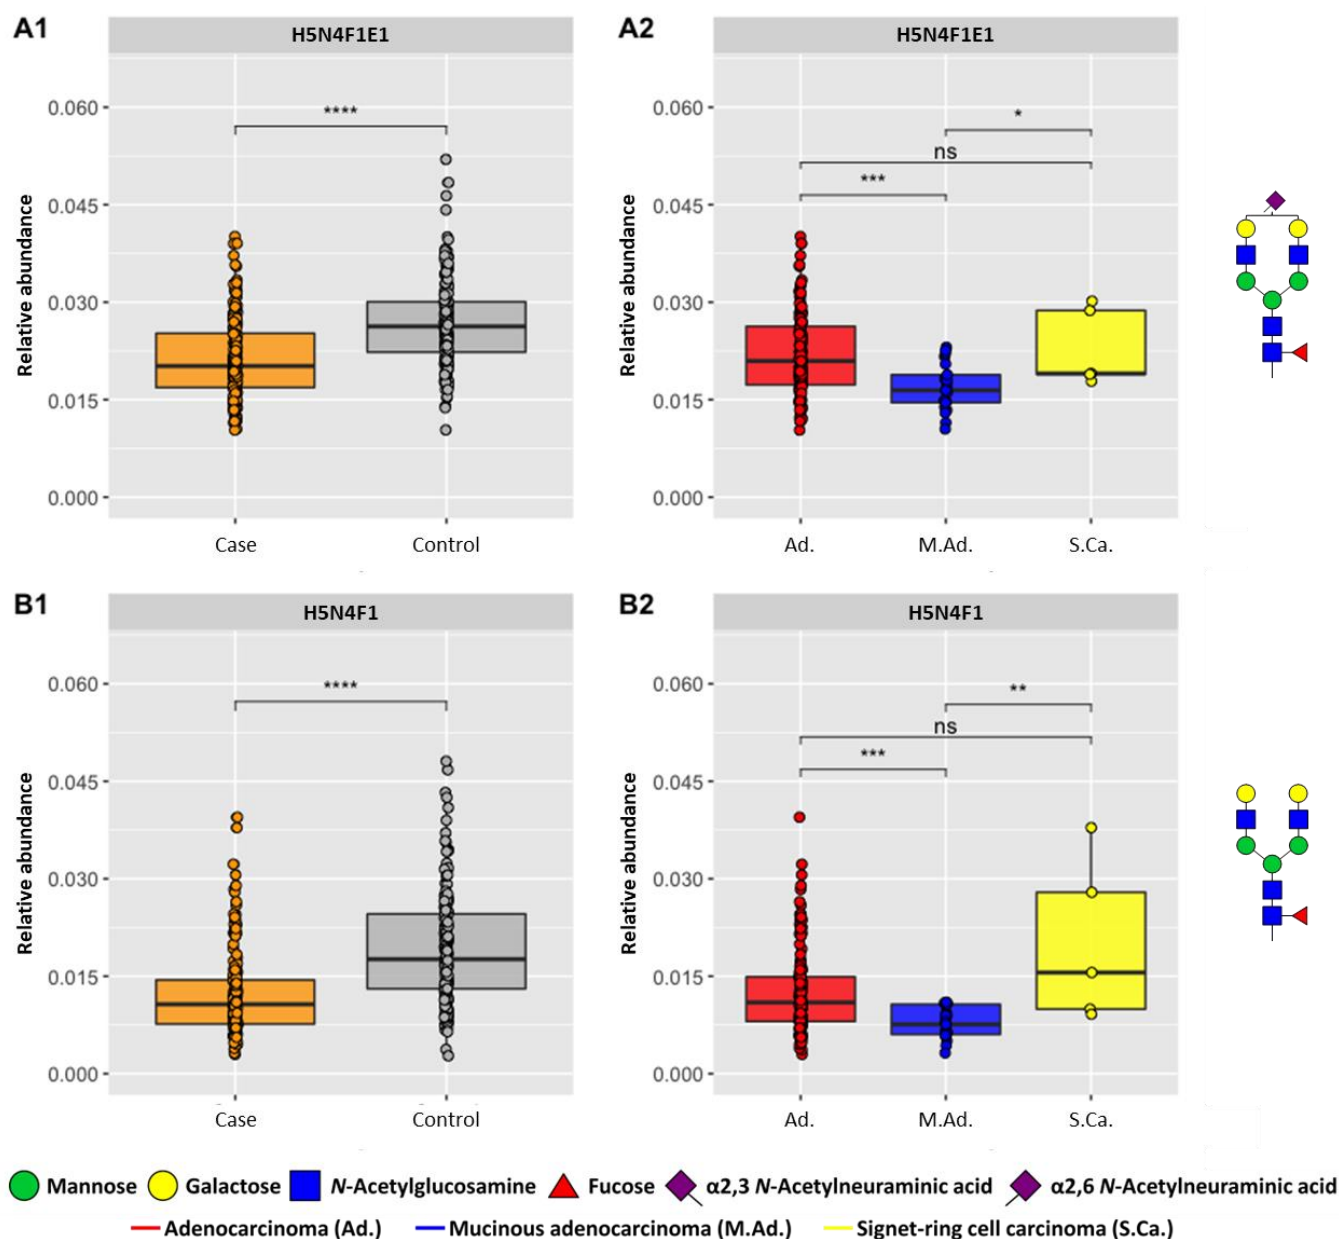 A1
H5N4F1E1
A2
H5N4F1E1
Relative abundance
0.060
0.045
0.030
0.015
0.000
****
Case
Control
Relative abundance
0.060
0.045
0.030
0.015
0.000
*
ns
***
Ad.
M.Ad.
S.Ca.
B1
H5N4F1
B2
H5N4F1
Relative abundance
0.060
0.045
0.030
0.015
0.000
****
Case
Control
Relative abundance
0.060
0.045
0.030
0.015
0.000
**
ns
***
Ad.
M.Ad.
S.Ca.
Mannose Galactose N-Acetylglucosamine Fucose α2,3 N-Acetylneuraminic acid α2,6 N-Acetylneuraminic acid
Adenocarcinoma (Ad.) Mucinous adenocarcinoma (M.Ad.) Signet-ring cell carcinoma (S.Ca.)